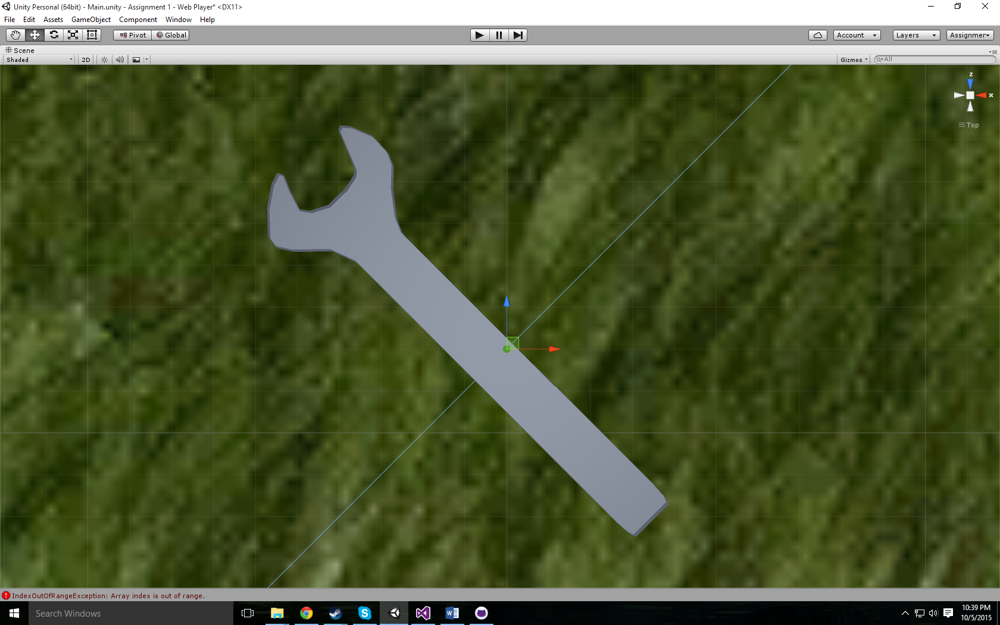 Unity Personal (64bit) - Main.unity - Assignment 1 - Web Player* <DX11>
File Edit Assets GameObject Component Window Help
Pivot Global Account Layers Assignmer
Scene
Shaded 2D Gizmos All
z
x
Top
IndexOutOfRangeException: Array index is out of range.
Search Windows
10:39 PM
10/5/2015